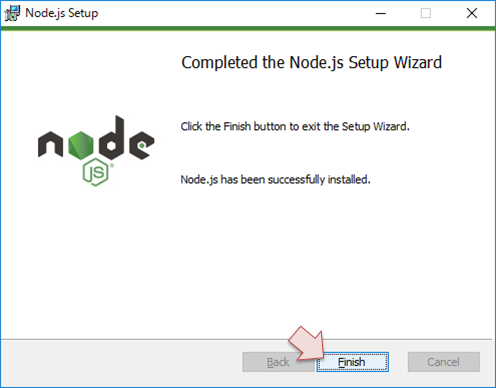 Node.js Setup
Completed the Node.js Setup Wizard
Click the Finish button to exit the Setup Wizard.
node
JS
Node.js has been successfully installed.
Back Finish Cancel